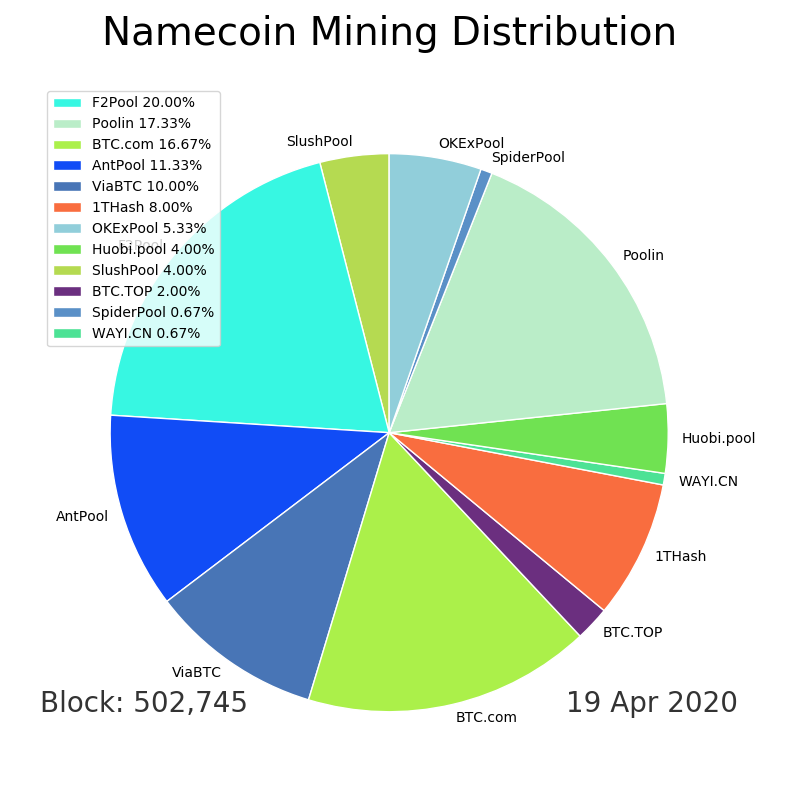 Namecoin Mining Distribution
F2Pool 20.00%
Poolin 17.33%
BTC.com 16.67%
AntPool 11.33%
ViaBTC 10.00%
1THash 8.00%
OKExPool 5.33%
Huobi.pool 4.00%
SlushPool 4.00%
BTC.TOP 2.00%
SpiderPool 0.67%
WAYI.CN 0.67%
SlushPool
OKExPool
SpiderPool
F2Pool
Poolin
Huobi.pool
WAYI.CN
AntPool
1THash
BTC.TOP
ViaBTC
BTC.com
Block: 502,745
19 Apr 2020